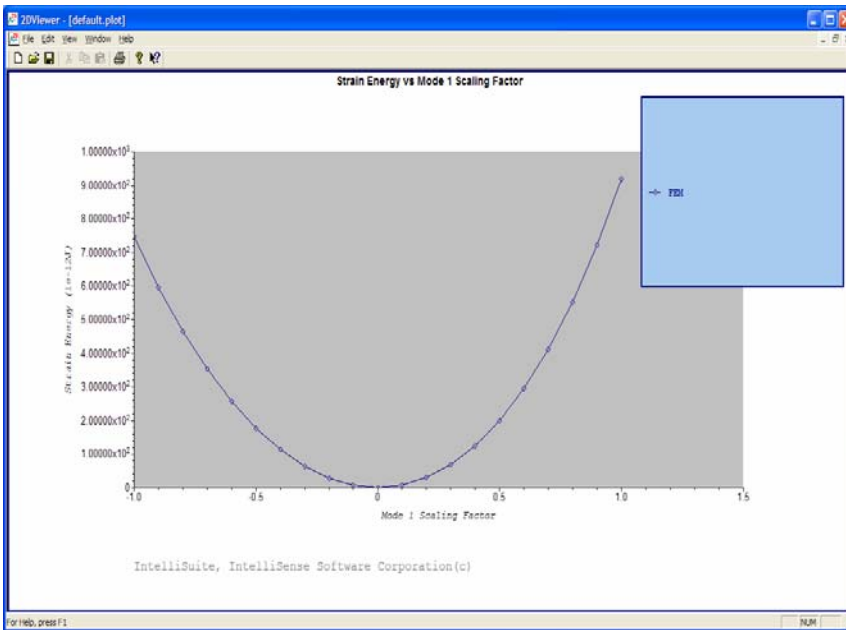 2DViewer - [default.plot]
File Edit View Window Help
Strain Energy vs Mode 1 Scaling Factor
1.00000x10³
9.00000x10²
8.00000x10²
7.00000x10²
6.00000x10²
5.00000x10²
4.00000x10²
3.00000x10²
2.00000x10²
1.00000x10²
0
Strain Energy (1e-12J)
-1.0 -0.5 0 0.5 1.0 1.5
Mode 1 Scaling Factor
FEM
IntelliSuite, IntelliSense Software Corporation(c)
For Help, press F1
NUM